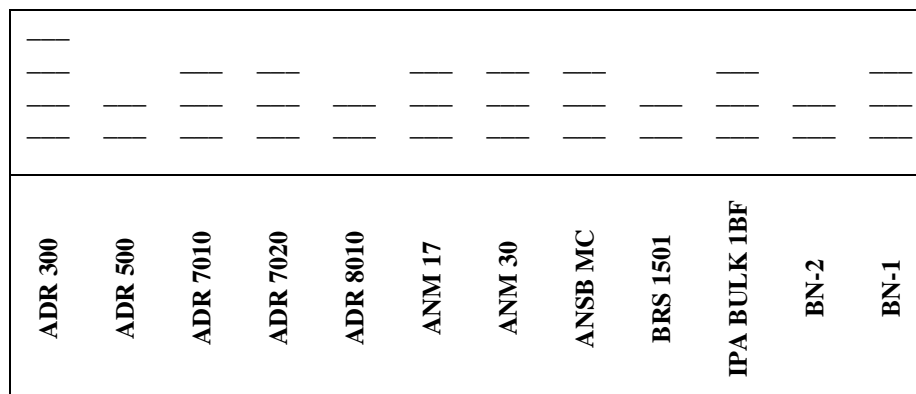 ADR 300
ADR 500
ADR 7010
ADR 7020
ADR 8010
ANM 17
ANM 30
ANSB MC
BRS 1501
IPA BULK 1BF
BN-2
BN-1